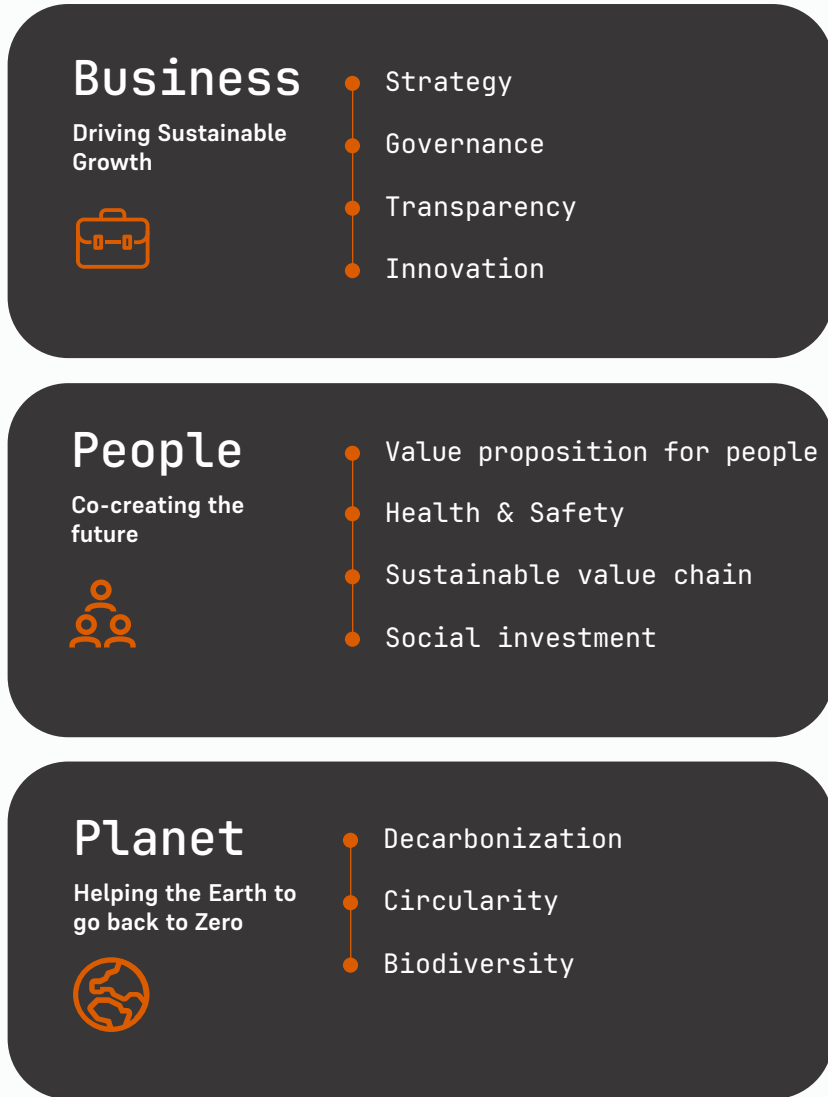 Business
Driving Sustainable
Growth
Strategy
Governance
Transparency
Innovation
People
Co-creating the
future
Value proposition for people
Health & Safety
Sustainable value chain
Social investment
Planet
Helping the Earth to
go back to Zero
Decarbonization
Circularity
Biodiversity